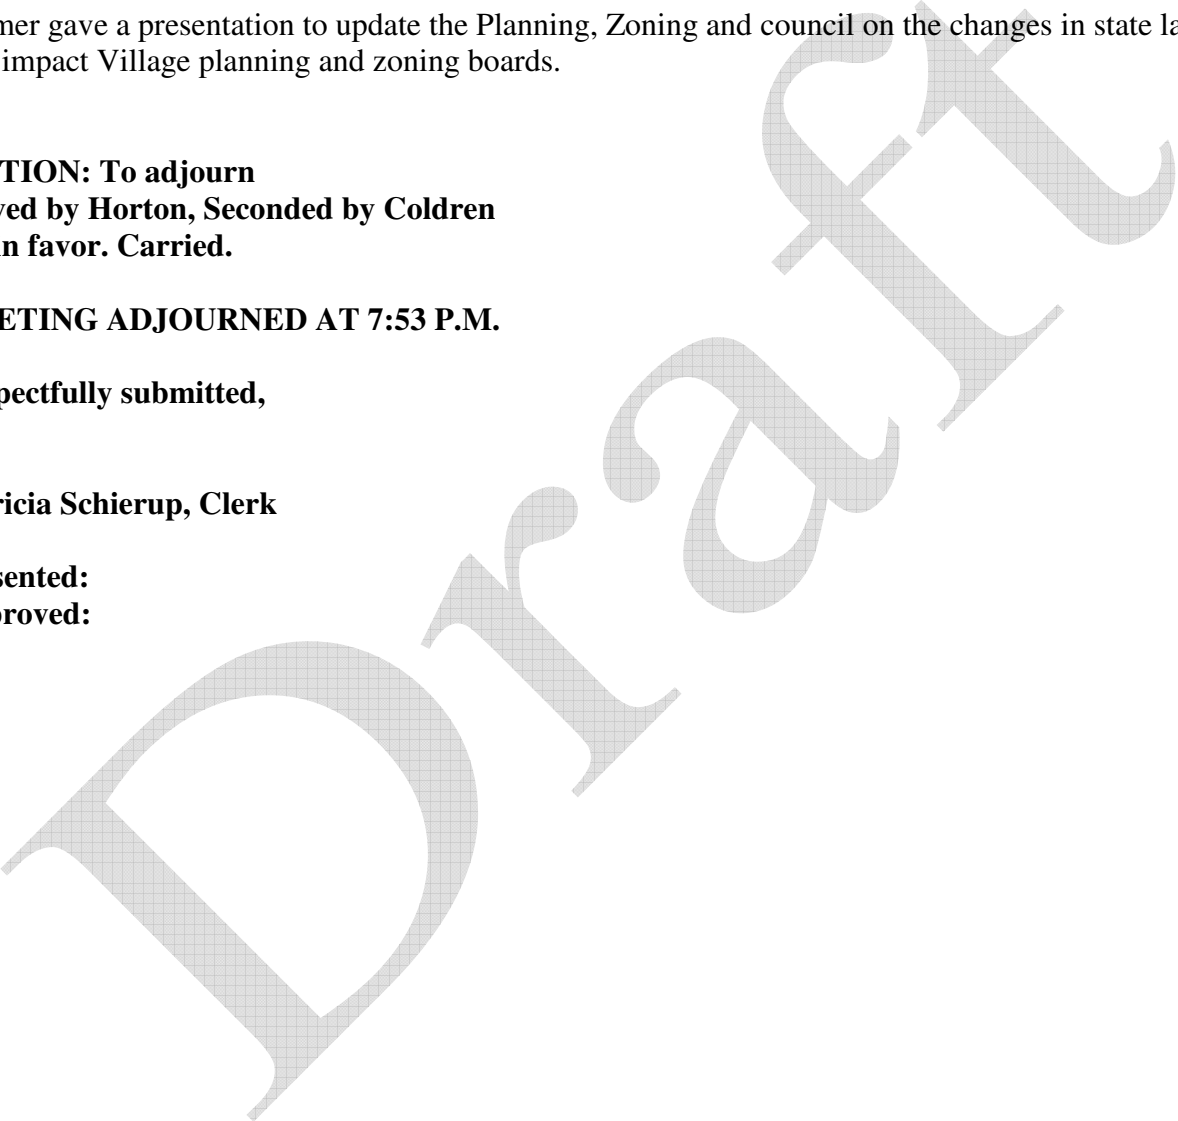 mer gave a presentation to update the Planning, Zoning and council on the changes in state la
impact Village planning and zoning boards.
TION: To adjourn
ved by Horton, Seconded by Coldren
n favor. Carried.
ETING ADJOURNED AT 7:53 P.M.
pectfully submitted,
ricia Schierup, Clerk
sented:
proved:
Draft